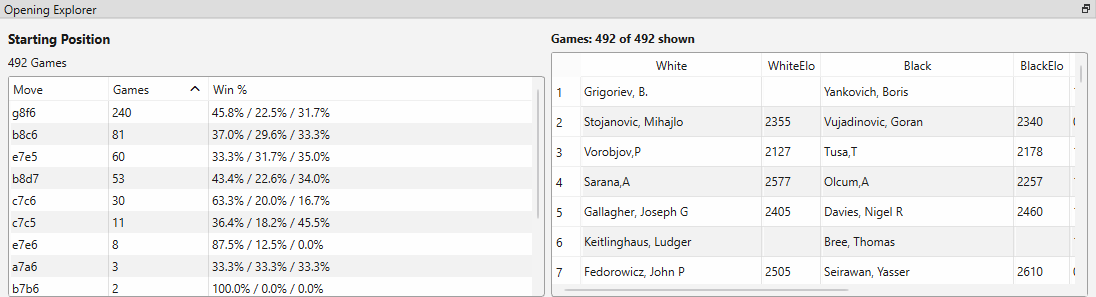 Opening Explorer
Starting Position
492 Games
Move Games Win %
g8f6 240 45.8% / 22.5% / 31.7%
b8c6 81 37.0% / 29.6% / 33.3%
e7e5 60 33.3% / 31.7% / 35.0%
b8d7 53 43.4% / 22.6% / 34.0%
c7c6 30 63.3% / 20.0% / 16.7%
c7c5 11 36.4% / 18.2% / 45.5%
e7e6 8 87.5% / 12.5% / 0.0%
a7a6 3 33.3% / 33.3% / 33.3%
b7b6 2 100.0% / 0.0% / 0.0%
Games: 492 of 492 shown
White WhiteElo Black BlackElo
1 Grigoriev, B. Yankovich, Boris
2 Stojanovic, Mihajlo 2355 Vujadinovic, Goran 2340
3 Vorobjov,P 2127 Tusa,T 2178
4 Sarana,A 2577 Olcum,A 2257
5 Gallagher, Joseph G 2405 Davies, Nigel R 2460
6 Keitlinghaus, Ludger Bree, Thomas
7 Fedorowicz, John P 2505 Seirawan, Yasser 2610